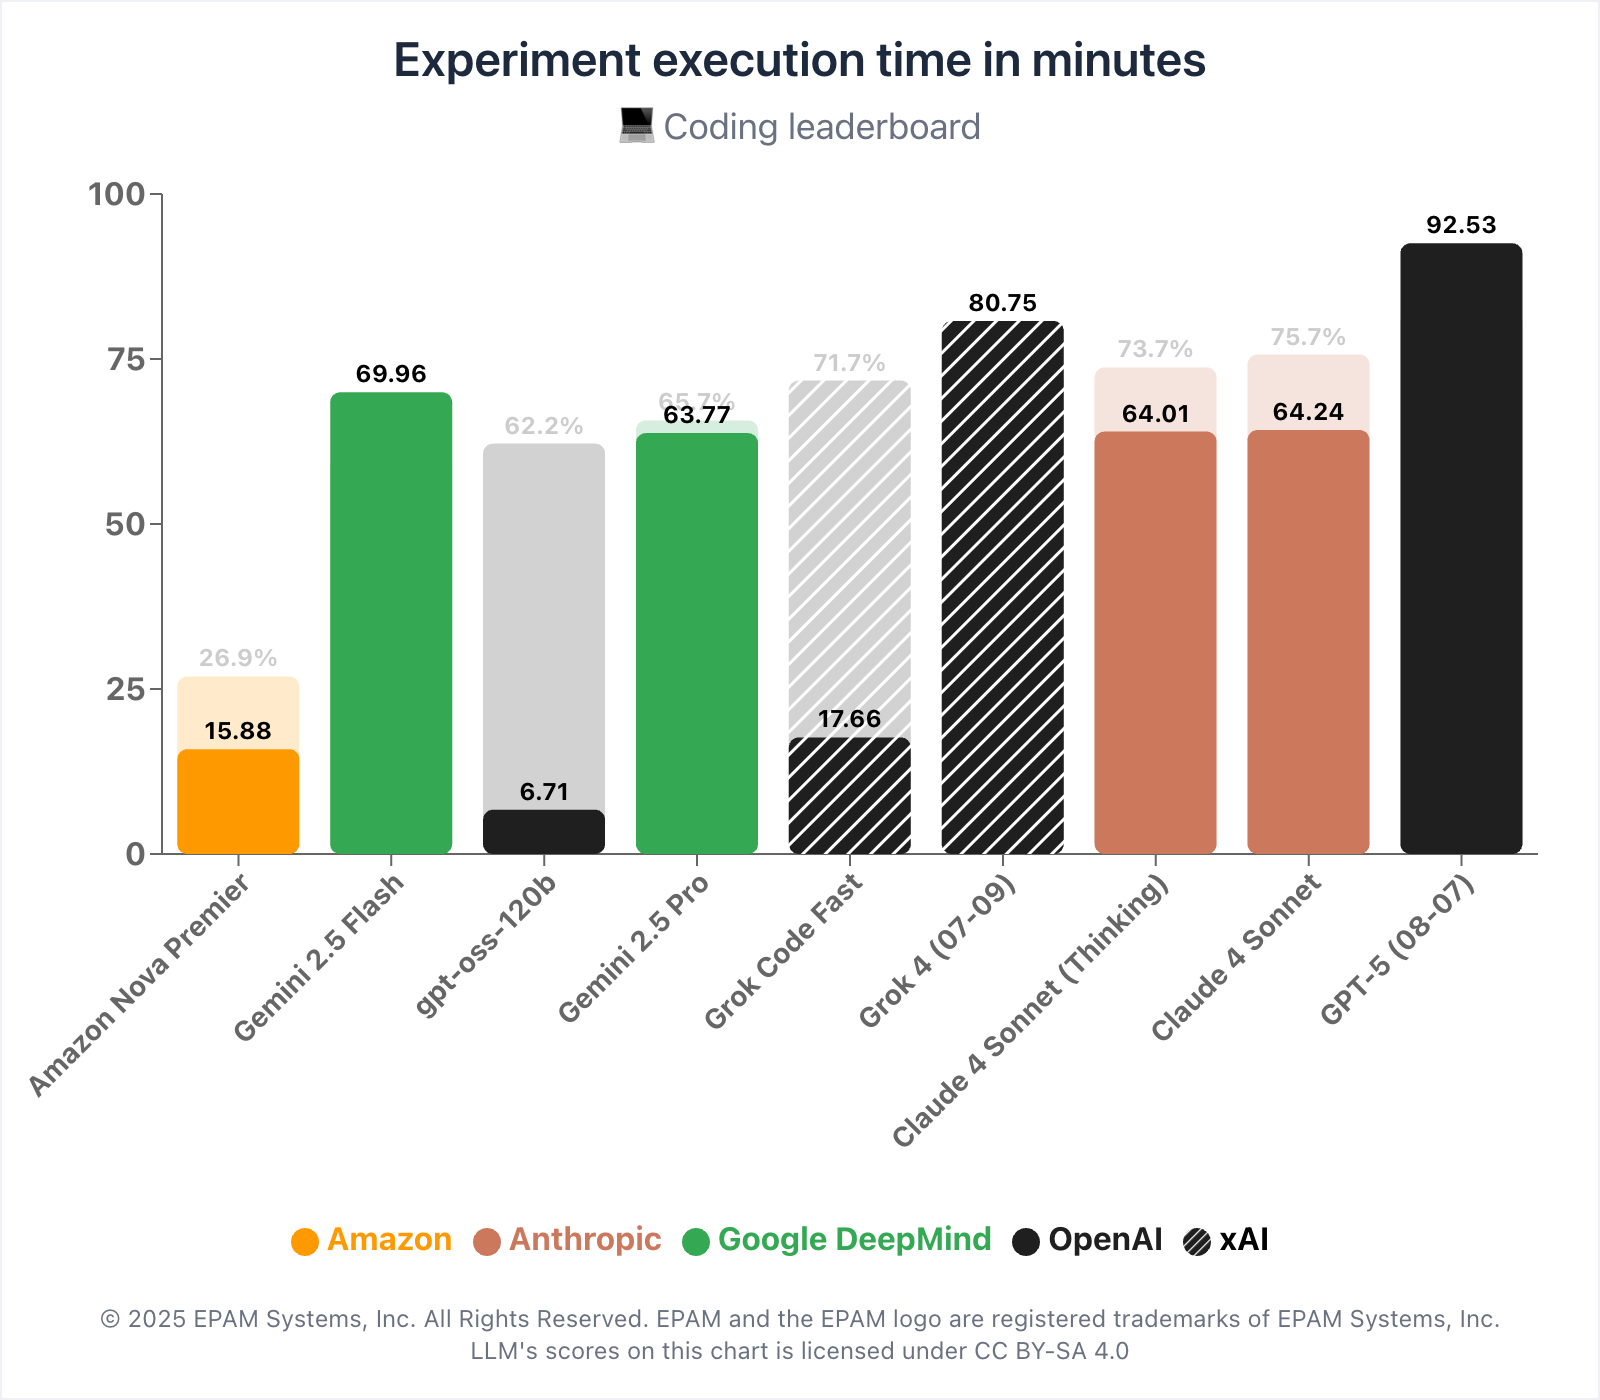 Experiment execution time in minutes
Coding leaderboard
100
75
50
25
0
26.9%
15.88
69.96
62.2%
6.71
65.7%
63.77
71.7%
17.66
80.75
73.7%
64.01
75.7%
64.24
92.53
Amazon Nova Premier
Gemini 2.5 Flash
gpt-oss-120b
Gemini 2.5 Pro
Grok Code Fast
Grok 4 (07-09)
Claude 4 Sonnet (Thinking)
Claude 4 Sonnet
GPT-5 (08-07)
Amazon Anthropic Google DeepMind OpenAI xAI
© 2025 EPAM Systems, Inc. All Rights Reserved. EPAM and the EPAM logo are registered trademarks of EPAM Systems, Inc.
LLM's scores on this chart is licensed under CC BY-SA 4.0